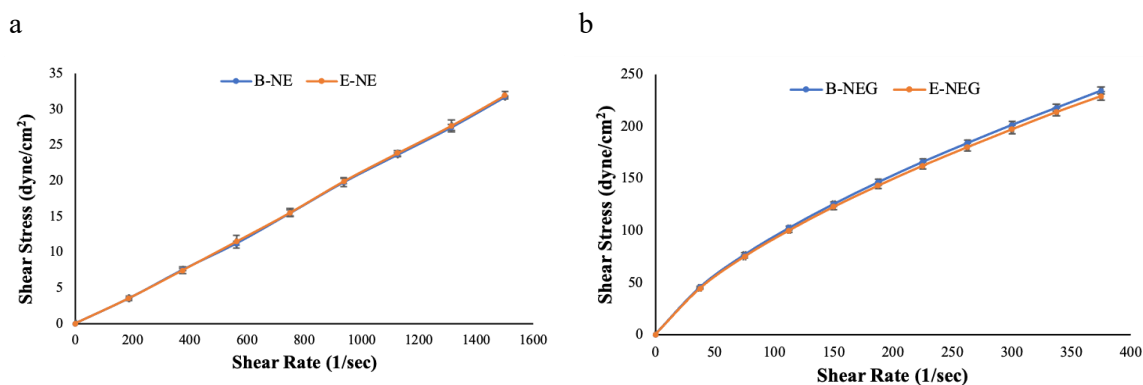 a
B-NE E-NE
35
30
25
20
15
10
5
0
Shear Stress (dyne/cm²)
0 200 400 600 800 1000 1200 1400 1600
Shear Rate (1/sec)
b
B-NEG E-NEG
250
200
150
100
50
0
Shear Stress (dyne/cm²)
0 50 100 150 200 250 300 350 400
Shear Rate (1/sec)